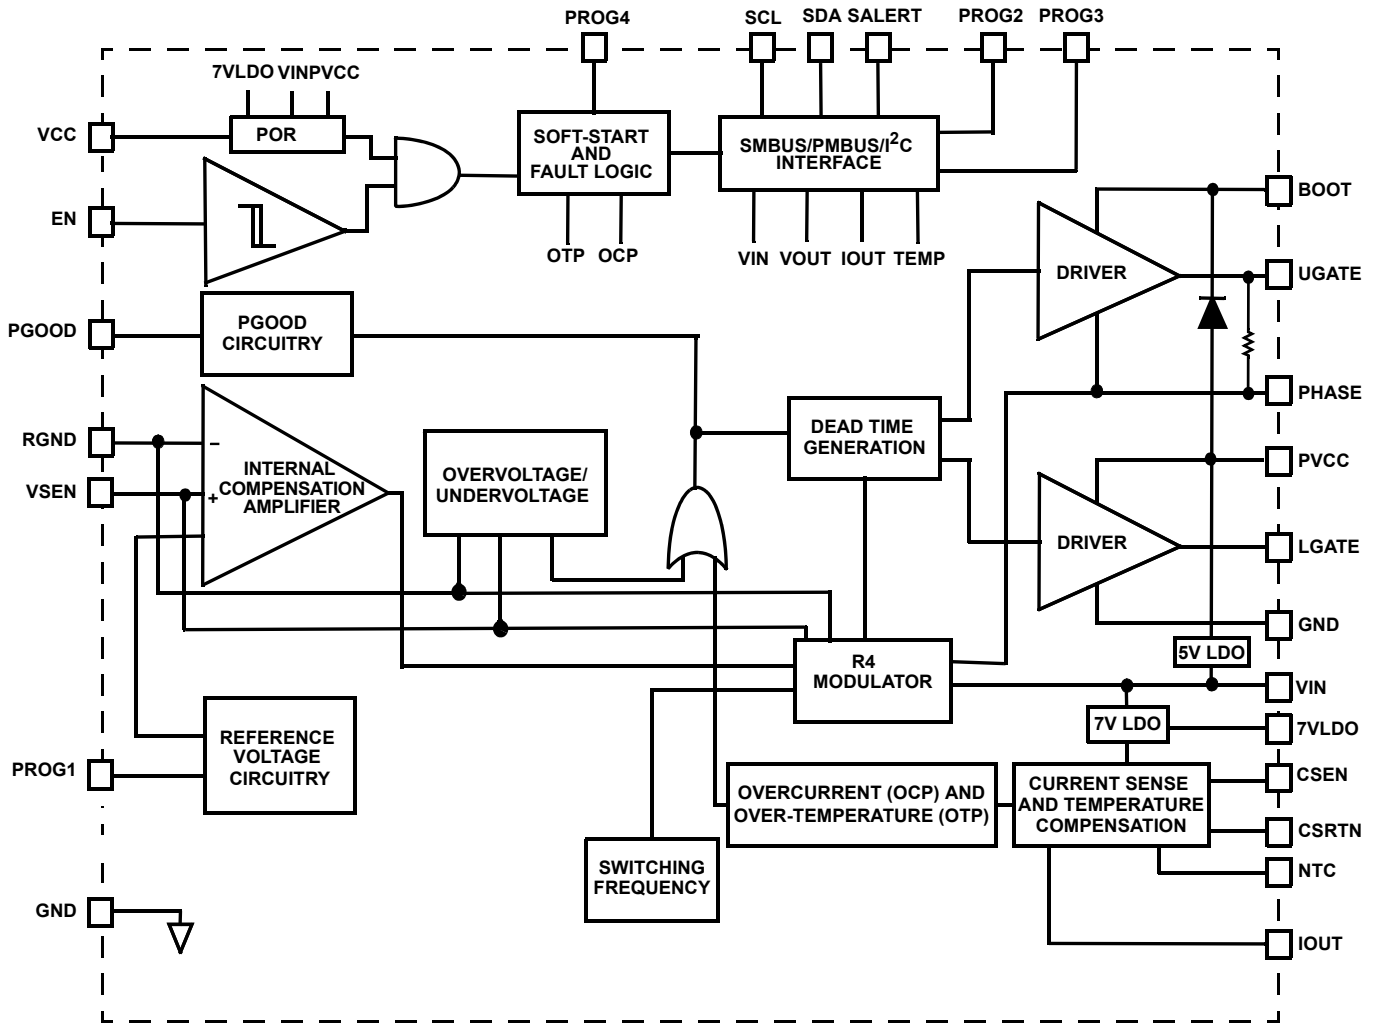 PROG4
SCL
SDA SALERT
PROG2
PROG3
7VLDO VINPVCC
VCC
POR
SOFT-START
AND
FAULT LOGIC
SMBUS/PMBUS/I²C
INTERFACE
BOOT
EN
OTP OCP
VIN VOUT IOUT TEMP
DRIVER
UGATE
PGOOD
PGOOD
CIRCUITRY
PHASE
RGND
−
DEAD TIME
GENERATION
INTERNAL
COMPENSATION
AMPLIFIER
OVERVOLTAGE/
UNDERVOLTAGE
PVCC
VSEN
+
DRIVER
LGATE
GND
5V LDO
R4
MODULATOR
VIN
7V LDO
7VLDO
REFERENCE
VOLTAGE
CIRCUITRY
PROG1
OVERCURRENT (OCP) AND
OVER-TEMPERATURE (OTP)
CURRENT SENSE
AND TEMPERATURE
COMPENSATION
CSEN
CSRTN
SWITCHING
FREQUENCY
NTC
GND
IOUT